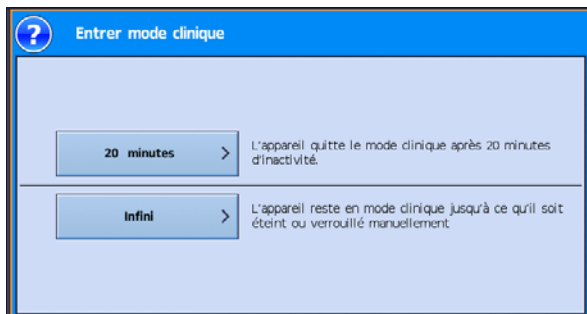 ?
Entrer mode clinique
20 minutes >
L'appareil quitte le mode clinique après 20 minutes
d'inactivité.
Infini >
L'appareil reste en mode clinique jusqu'à ce qu'il soit
éteint ou verrouillé manuellement